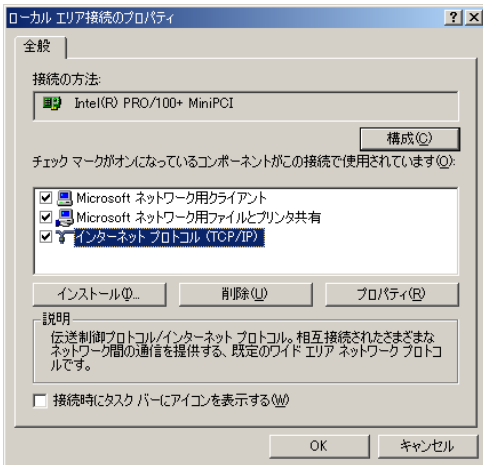 ローカル エリア接続のプロパティ
全般
接続の方法:
Intel(R) PRO/100+ MiniPCI
構成(C)
チェック マークがオンになっているコンポーネントがこの接続で使用されています(O):
Microsoft ネットワーク用クライアント
Microsoft ネットワーク用ファイルとプリンタ共有
インターネット プロトコル (TCP/IP)
インストール(I)... 削除(U) プロパティ(R)
説明
伝送制御プロトコル/インターネット プロトコル。相互接続されたさまざまな
ネットワーク間の通信を提供する、既定のワイド エリア ネットワーク プロトコ
ルです。
接続時にタスク バーにアイコンを表示する(W)
OK キャンセル